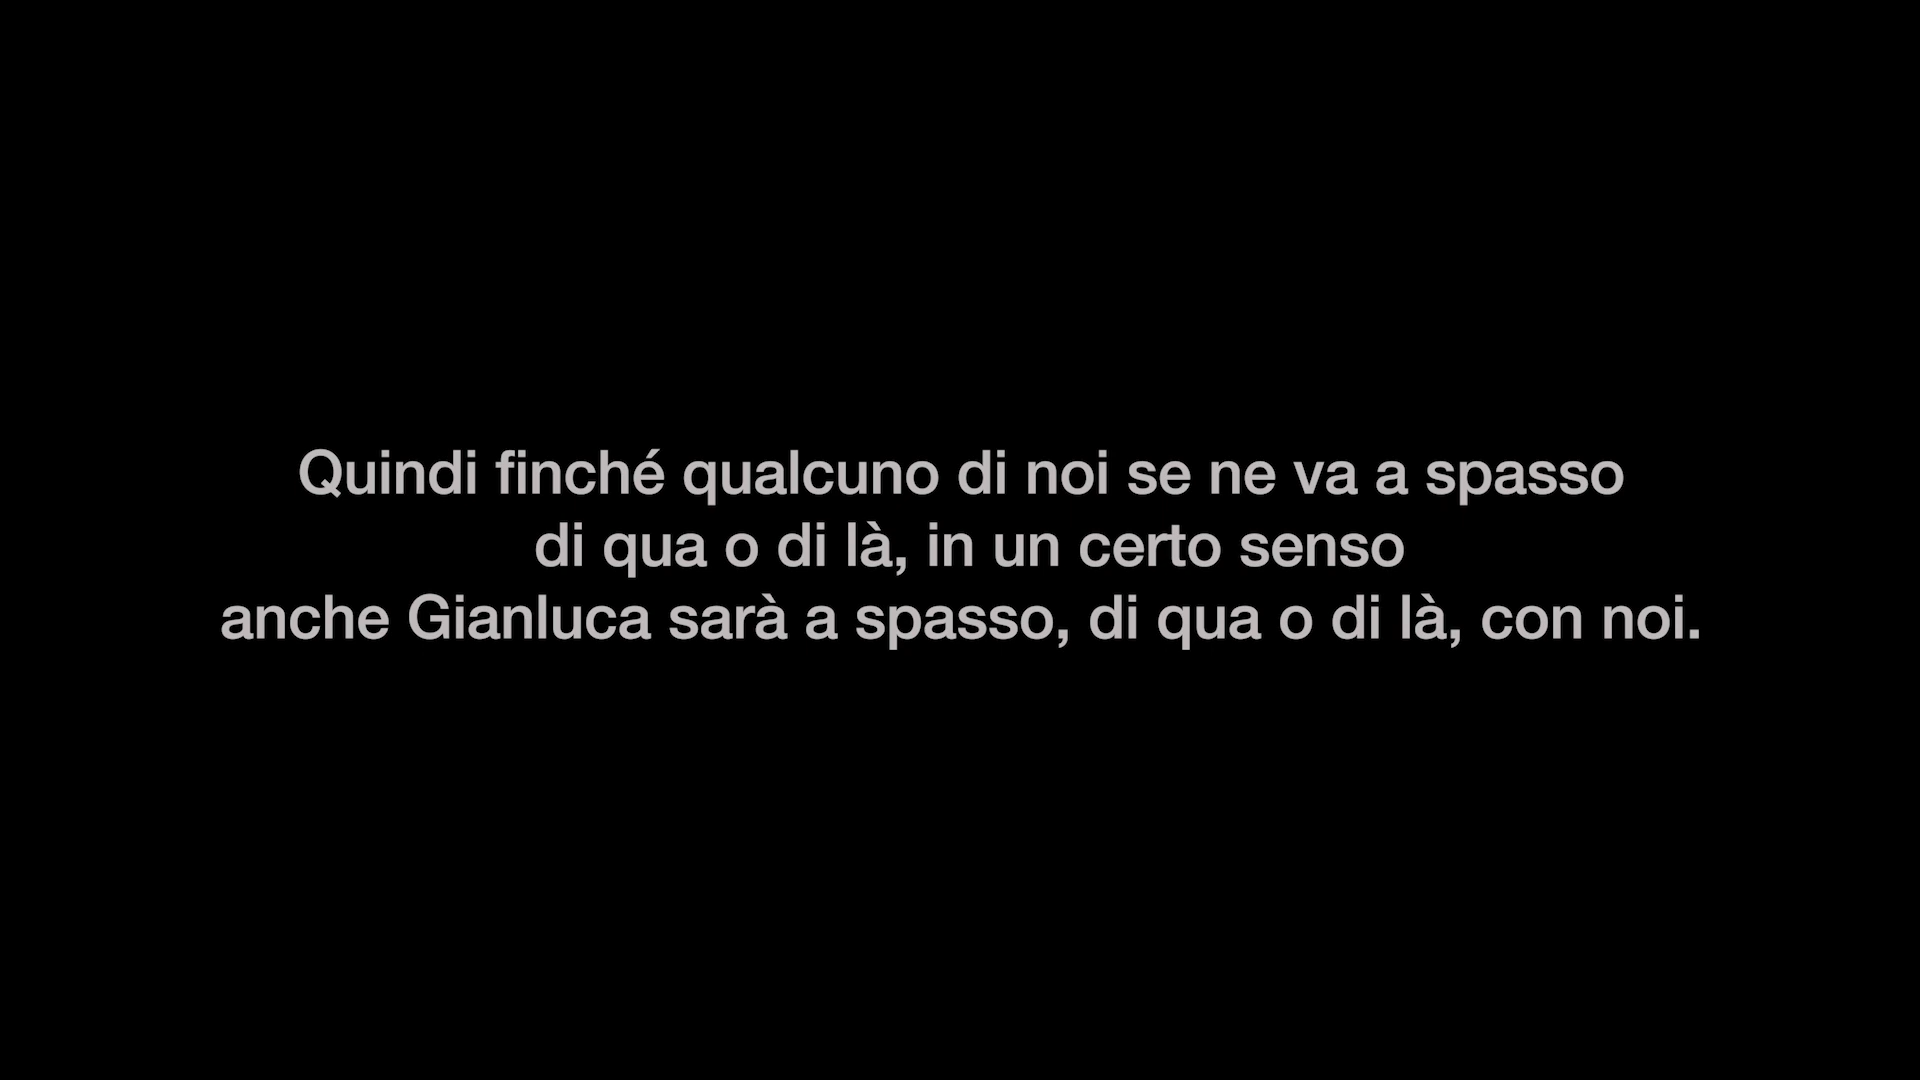 Quindi finché qualcuno di noi se ne va a spasso
di qua o di là, in un certo senso
anche Gianluca sarà a spasso, di qua o di là, con noi.